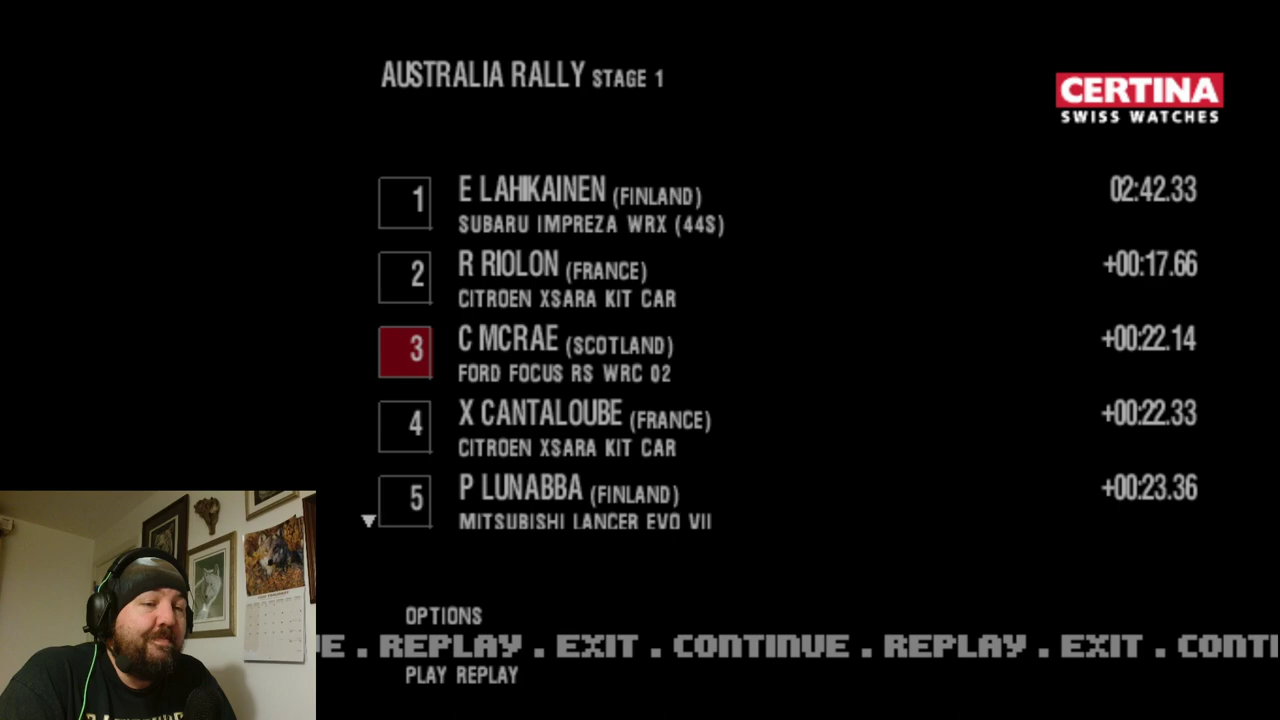 AUSTRALIA RALLY STAGE 1
CERTINA
SWISS WATCHES
1 E LAHIKAINEN (FINLAND) 02:42.33
SUBARU IMPREZA WRX (44S)
2 R RIOLON (FRANCE) +00:17.66
CITROEN XSARA KIT CAR
3 C MCRAE (SCOTLAND) +00:22.14
FORD FOCUS RS WRC 02
4 X CANTALOUBE (FRANCE) +00:22.33
CITROEN XSARA KIT CAR
5 P LUNABBA (FINLAND) +00:23.36
MITSUBISHI LANCER EVO VII
OPTIONS
UE . REPLAY . EXIT . CONTINUE . REPLAY . EXIT . CONTI
PLAY REPLAY